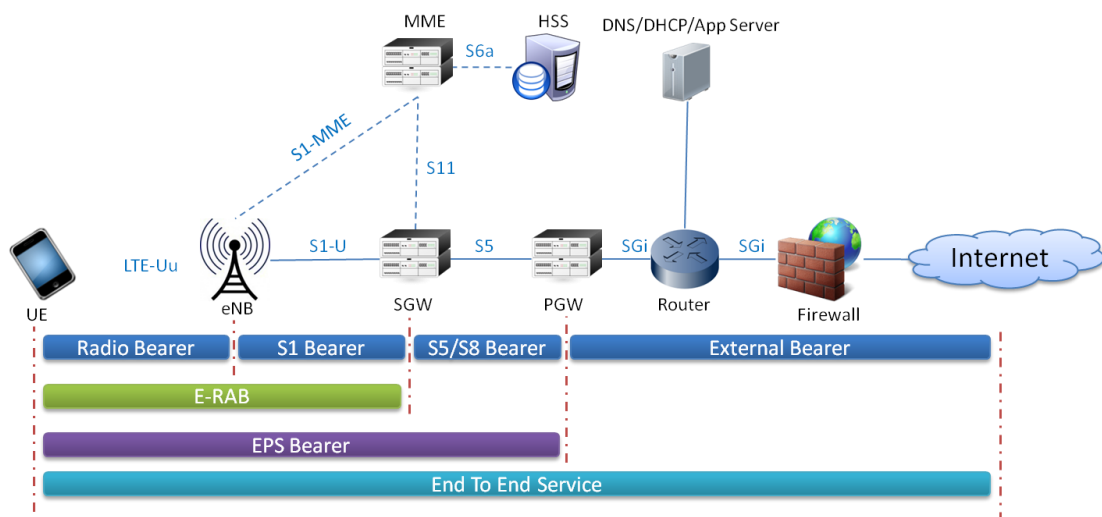 MME
HSS
DNS/DHCP/App Server
S6a
S1-MME
S11
LTE-Uu
S1-U
S5
SGi
SGi
Internet
UE
eNB
SGW
PGW
Router
Firewall
Radio Bearer
S1 Bearer
S5/S8 Bearer
External Bearer
E-RAB
EPS Bearer
End To End Service